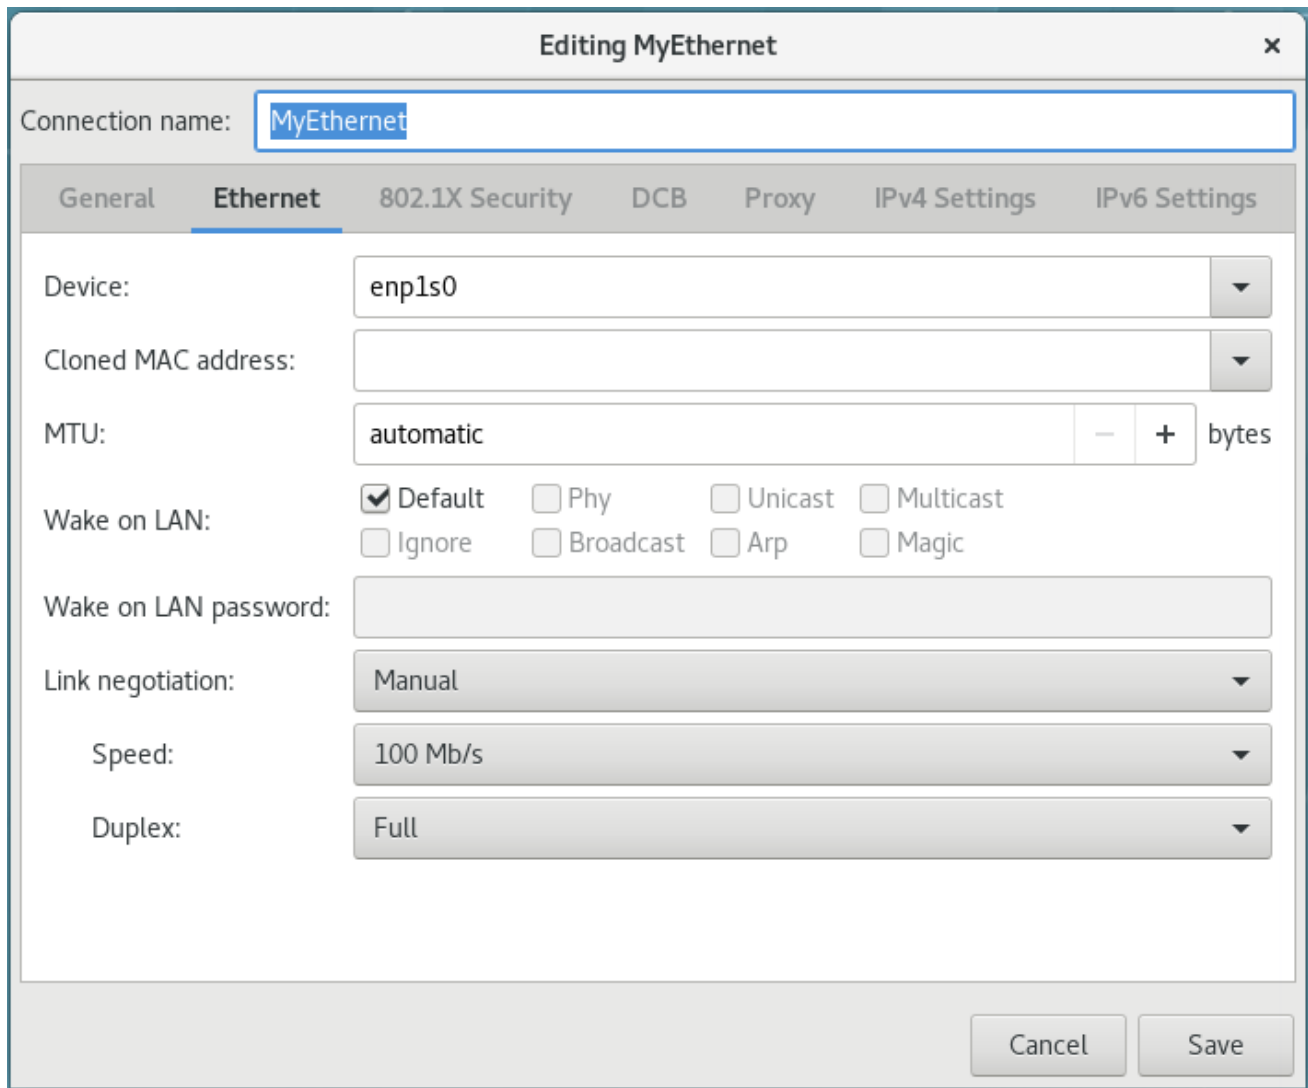 Editing MyEthernet
Connection name: MyEthernet
General Ethernet 802.1X Security DCB Proxy IPv4 Settings IPv6 Settings
Device: enp1s0
Cloned MAC address:
MTU: automatic bytes
Wake on LAN:
Default Phy Unicast Multicast
Ignore Broadcast Arp Magic
Wake on LAN password:
Link negotiation: Manual
Speed: 100 Mb/s
Duplex: Full
Cancel Save